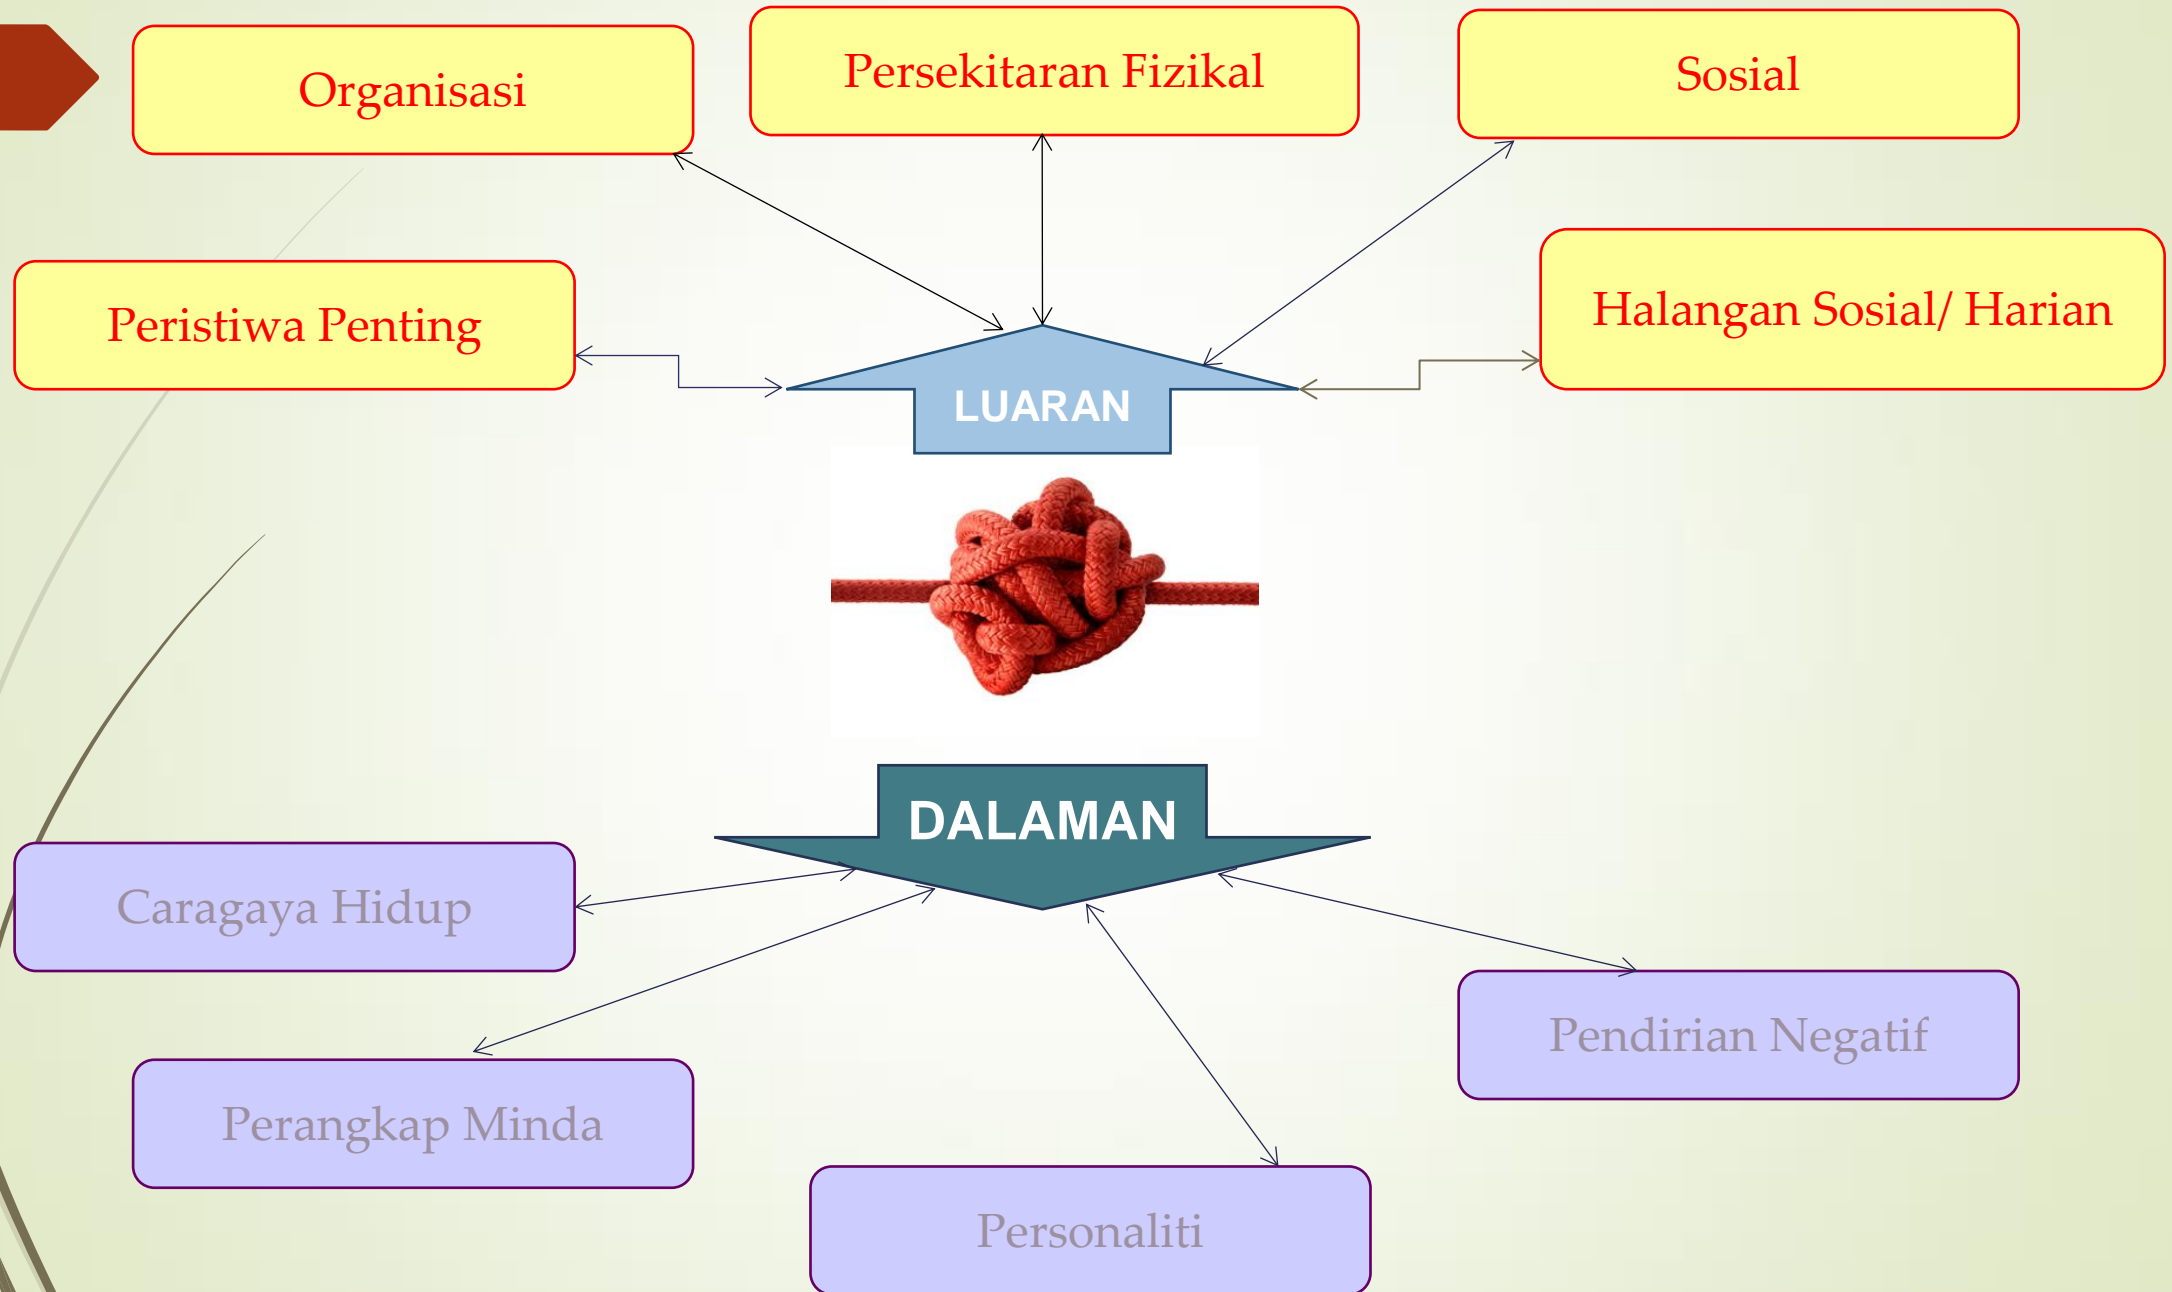 Organisasi
Persekitaran Fizikal
Sosial
Peristiwa Penting
Halangan Sosial/ Harian
LUARAN
DALAMAN
Caragaya Hidup
Pendirian Negatif
Perangkap Minda
Personaliti